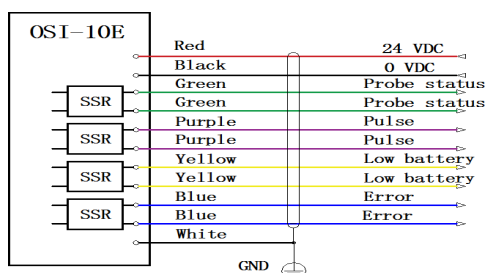 OSI-10E
Red 24 VDC
Black 0 VDC
Green Probe status
SSR
Green Probe status
Purple Pulse
SSR
Purple Pulse
Yellow Low battery
SSR
Yellow Low battery
Blue Error
SSR
Blue Error
White
GND